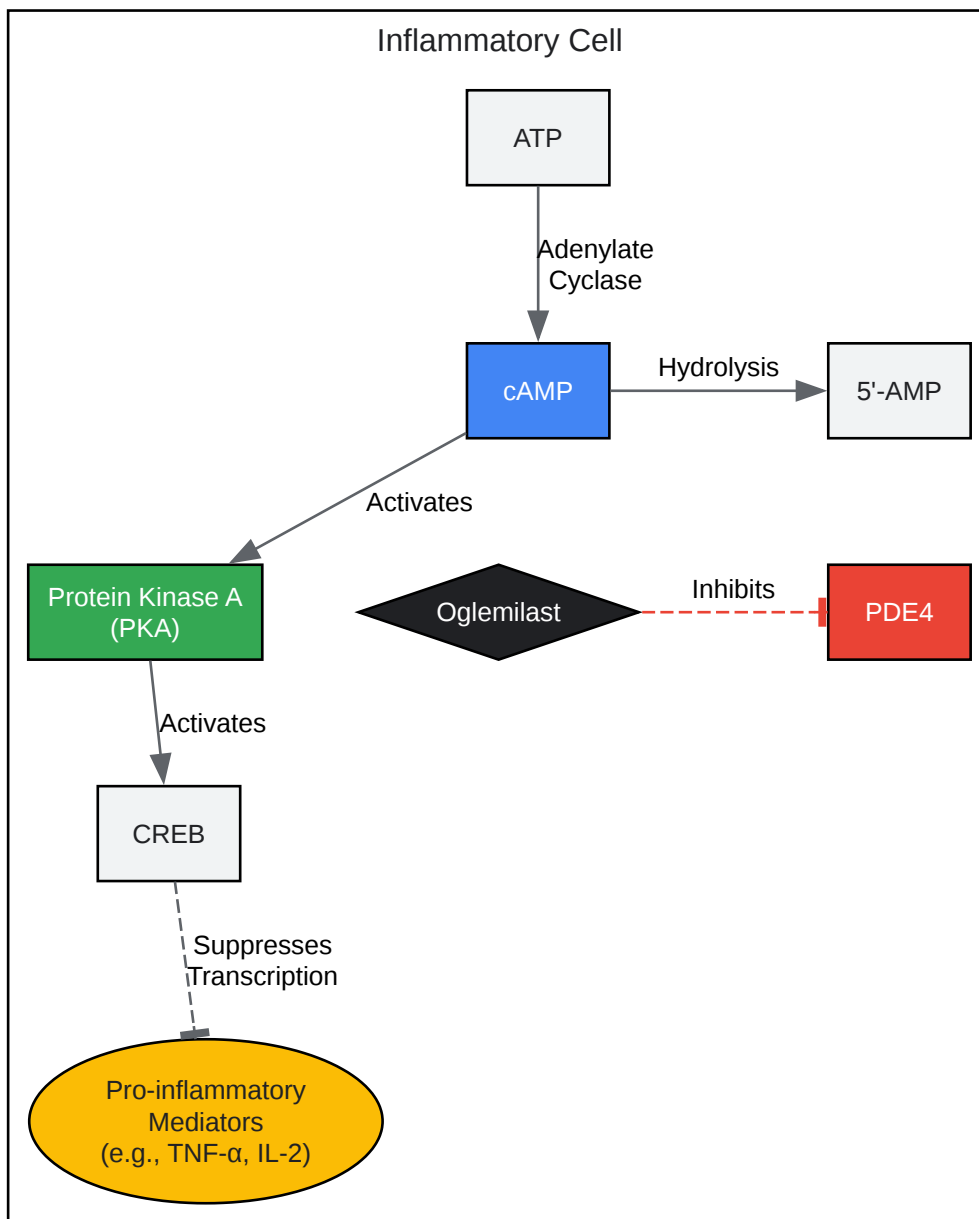 Inflammatory Cell
ATP
Adenylate
Cyclase
cAMP
Hydrolysis
5'-AMP
Activates
Protein Kinase A
(PKA)
Oglemilast
Inhibits
PDE4
Activates
CREB
Suppresses
Transcription
Pro-inflammatory
Mediators
(e.g., TNF-α, IL-2)